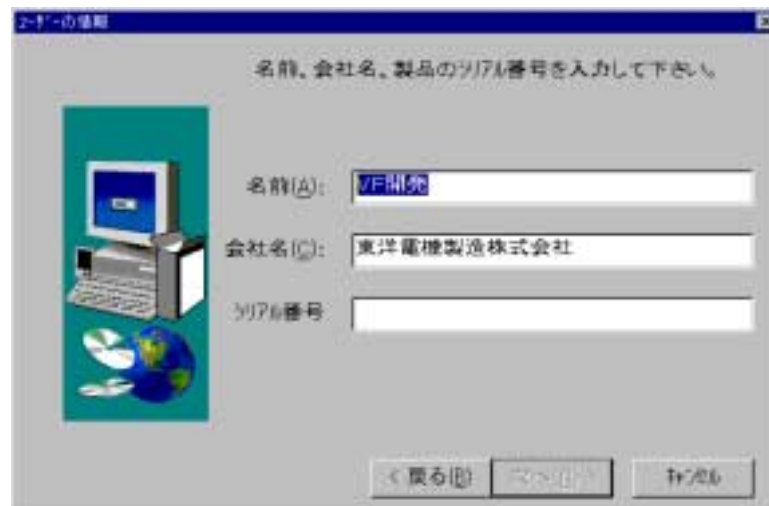 ユーザーの情報
名前、会社名、製品のシリアル番号を入力して下さい。
名前(A):
VF開発
会社名(C):
東洋電機製造株式会社
シリアル番号
< 戻る(B)
キャンセル